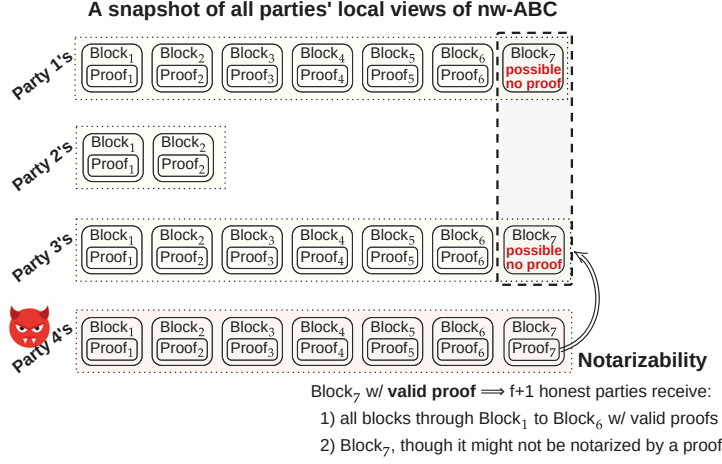 A snapshot of all parties' local views of nw-ABC
Party 1's
Block₁ Block₂ Block₃ Block₄ Block₅ Block₆ Block₇
Proof₁ Proof₂ Proof₃ Proof₄ Proof₅ Proof₆ possible
no proof
Party 2's
Block₁ Block₂
Proof₁ Proof₂
Party 3's
Block₁ Block₂ Block₃ Block₄ Block₅ Block₆ Block₇
Proof₁ Proof₂ Proof₃ Proof₄ Proof₅ Proof₆ possible
no proof
Party 4's
Block₁ Block₂ Block₃ Block₄ Block₅ Block₆ Block₇
Proof₁ Proof₂ Proof₃ Proof₄ Proof₅ Proof₆ Proof₇
Notarizability
Block₇ w/ valid proof ⟹ f+1 honest parties receive:
1) all blocks through Block₁ to Block₆ w/ valid proofs
2) Block₇, though it might not be notarized by a proof